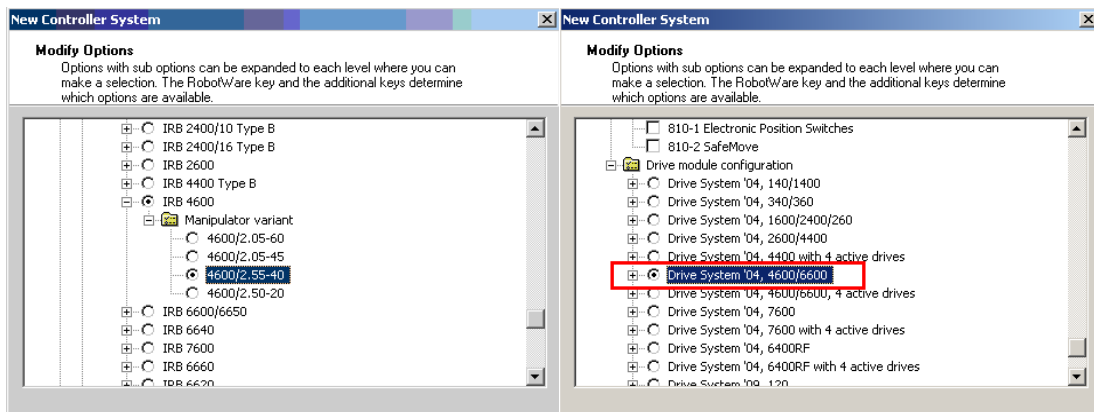 New Controller System
Modify Options
Options with sub options can be expanded to each level where you can
make a selection. The RobotWare key and the additional keys determine
which options are available.
IRB 2400/10 Type B
IRB 2400/16 Type B
IRB 2600
IRB 4400 Type B
IRB 4600
Manipulator variant
4600/2.05-60
4600/2.05-45
4600/2.55-40
4600/2.50-20
IRB 6600/6650
IRB 6640
IRB 7600
IRB 6660
IRB 6620
New Controller System
Modify Options
Options with sub options can be expanded to each level where you can
make a selection. The RobotWare key and the additional keys determine
which options are available.
810-1 Electronic Position Switches
810-2 SafeMove
Drive module configuration
Drive System '04, 140/1400
Drive System '04, 340/360
Drive System '04, 1600/2400/260
Drive System '04, 2600/4400
Drive System '04, 4400 with 4 active drives
Drive System '04, 4600/6600
Drive System '04, 4600/6600, 4 active drives
Drive System '04, 7600
Drive System '04, 7600 with 4 active drives
Drive System '04, 6400RF
Drive System '04, 6400RF with 4 active drives
Drive System '09, 120